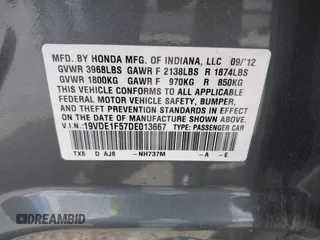 MFD. BY HONDA MFG. OF INDIANA, LLC 09/'12
GVWR 3968LBS GAWR F 2138LBS R 1874LBS
GVWR 1800KG GAWR F 970KG R 850KG
THIS VEHICLE CONFORMS TO ALL APPLICABLE
FEDERAL MOTOR VEHICLE SAFETY, BUMPER,
AND THEFT PREVENTION STANDARDS IN EFFECT
ON THE DATE OF MANUFACTURE SHOWN ABOVE.
V.I.N:19VDE1F57DE013667 PASSENGER CAR
TX6 D AJ8 -NH737M -A -E
© DREAMBID